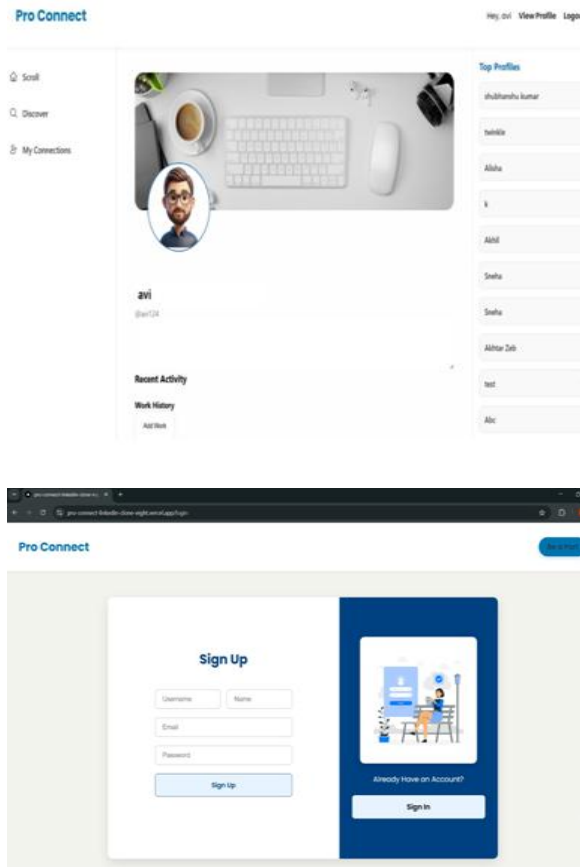 Pro Connect
Hey, avi View Profile
Top Profiles
Scroll
shubhanshu kumar
Discover
twinkle
My Connections
Alisha
k
Akhil
Sneha
avi
Sneha
Akhtar Zeb
Recent Activity
test
Work History
Add Work
Abc
Pro Connect
Sign Up
Username
Name
Email
Password
Sign Up
Already Have an Account?
Sign In